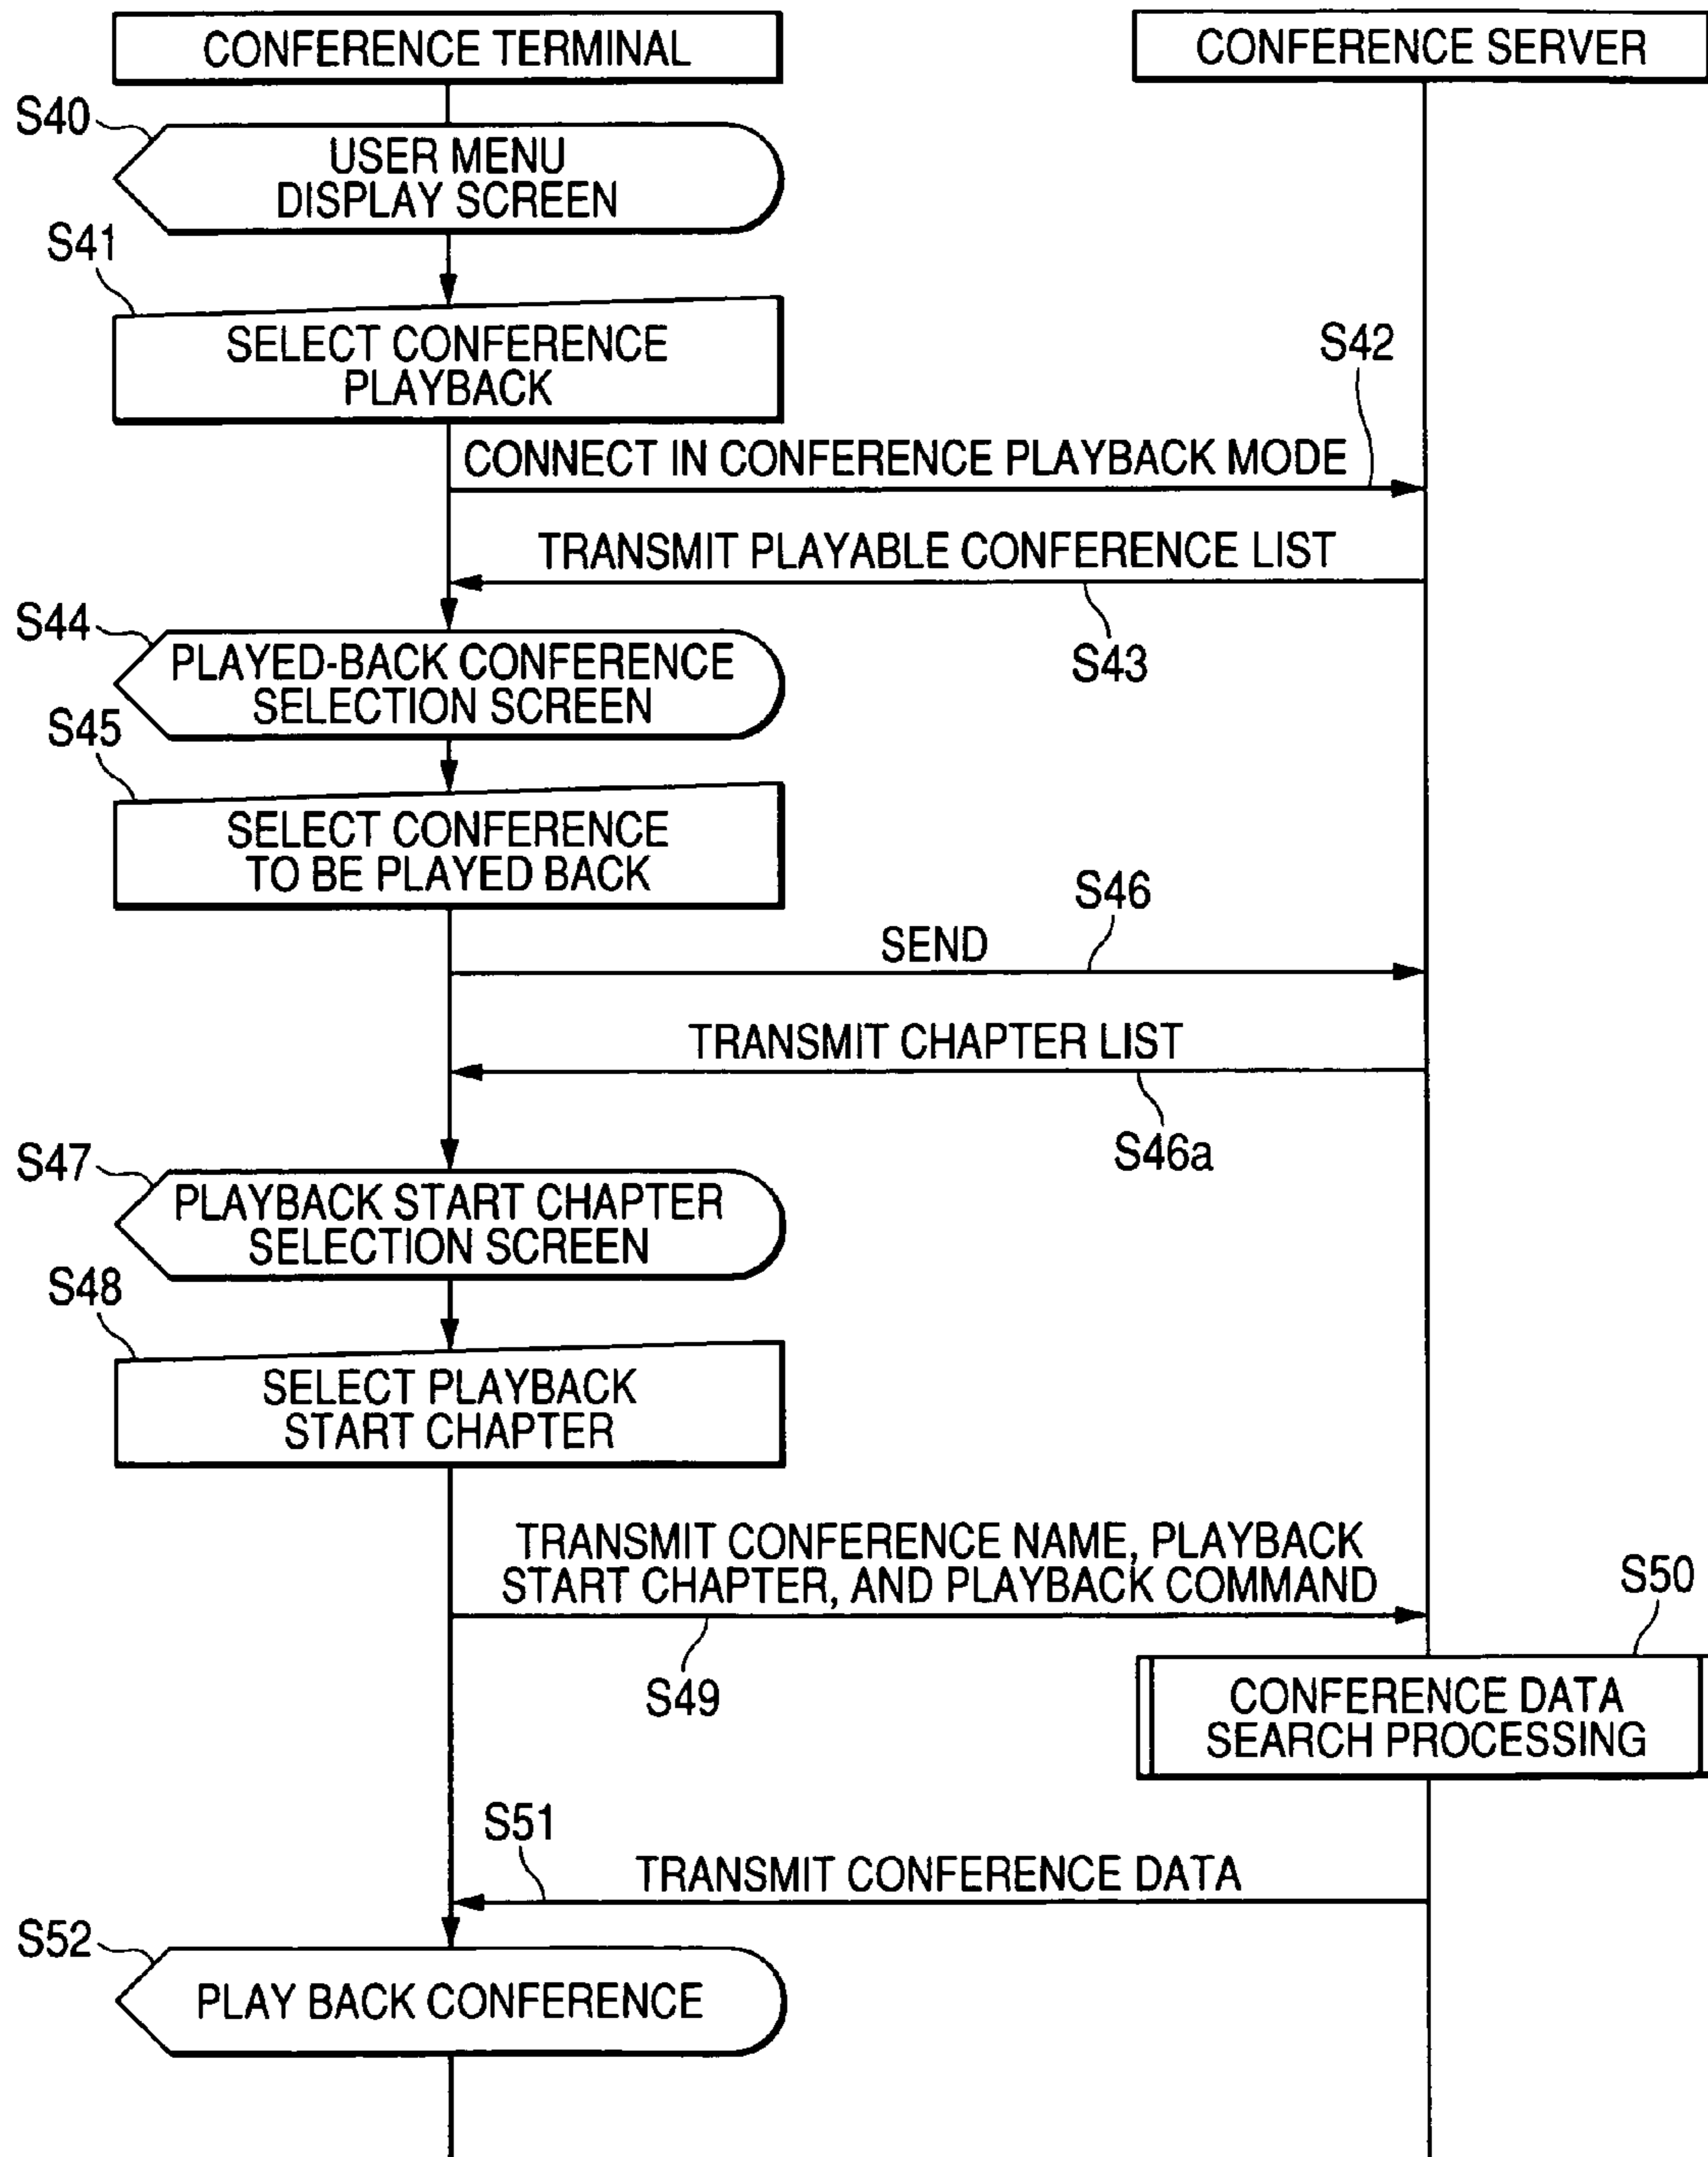 CONFERENCE TERMINAL
CONFERENCE SERVER
S40
USER MENU
DISPLAY SCREEN
S41
SELECT CONFERENCE
PLAYBACK
S42
CONNECT IN CONFERENCE PLAYBACK MODE
TRANSMIT PLAYABLE CONFERENCE LIST
S43
S44
PLAYED-BACK CONFERENCE
SELECTION SCREEN
S45
SELECT CONFERENCE
TO BE PLAYED BACK
S46
SEND
TRANSMIT CHAPTER LIST
S46a
S47
PLAYBACK START CHAPTER
SELECTION SCREEN
S48
SELECT PLAYBACK
START CHAPTER
TRANSMIT CONFERENCE NAME, PLAYBACK
START CHAPTER, AND PLAYBACK COMMAND
S49
S50
CONFERENCE DATA
SEARCH PROCESSING
S51
TRANSMIT CONFERENCE DATA
S52
PLAY BACK CONFERENCE